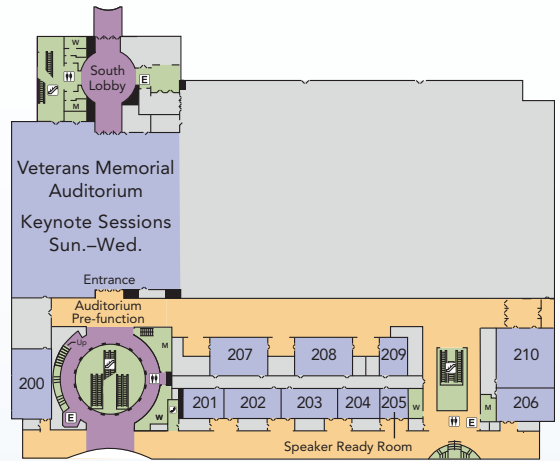 W
South
Lobby
E
M
Veterans Memorial
Auditorium
Keynote Sessions
Sun.–Wed.
Entrance
Auditorium
Pre-function
Up
M
207
208
209
210
200
E
W
201
202
203
204
205
W
M
206
E
Speaker Ready Room